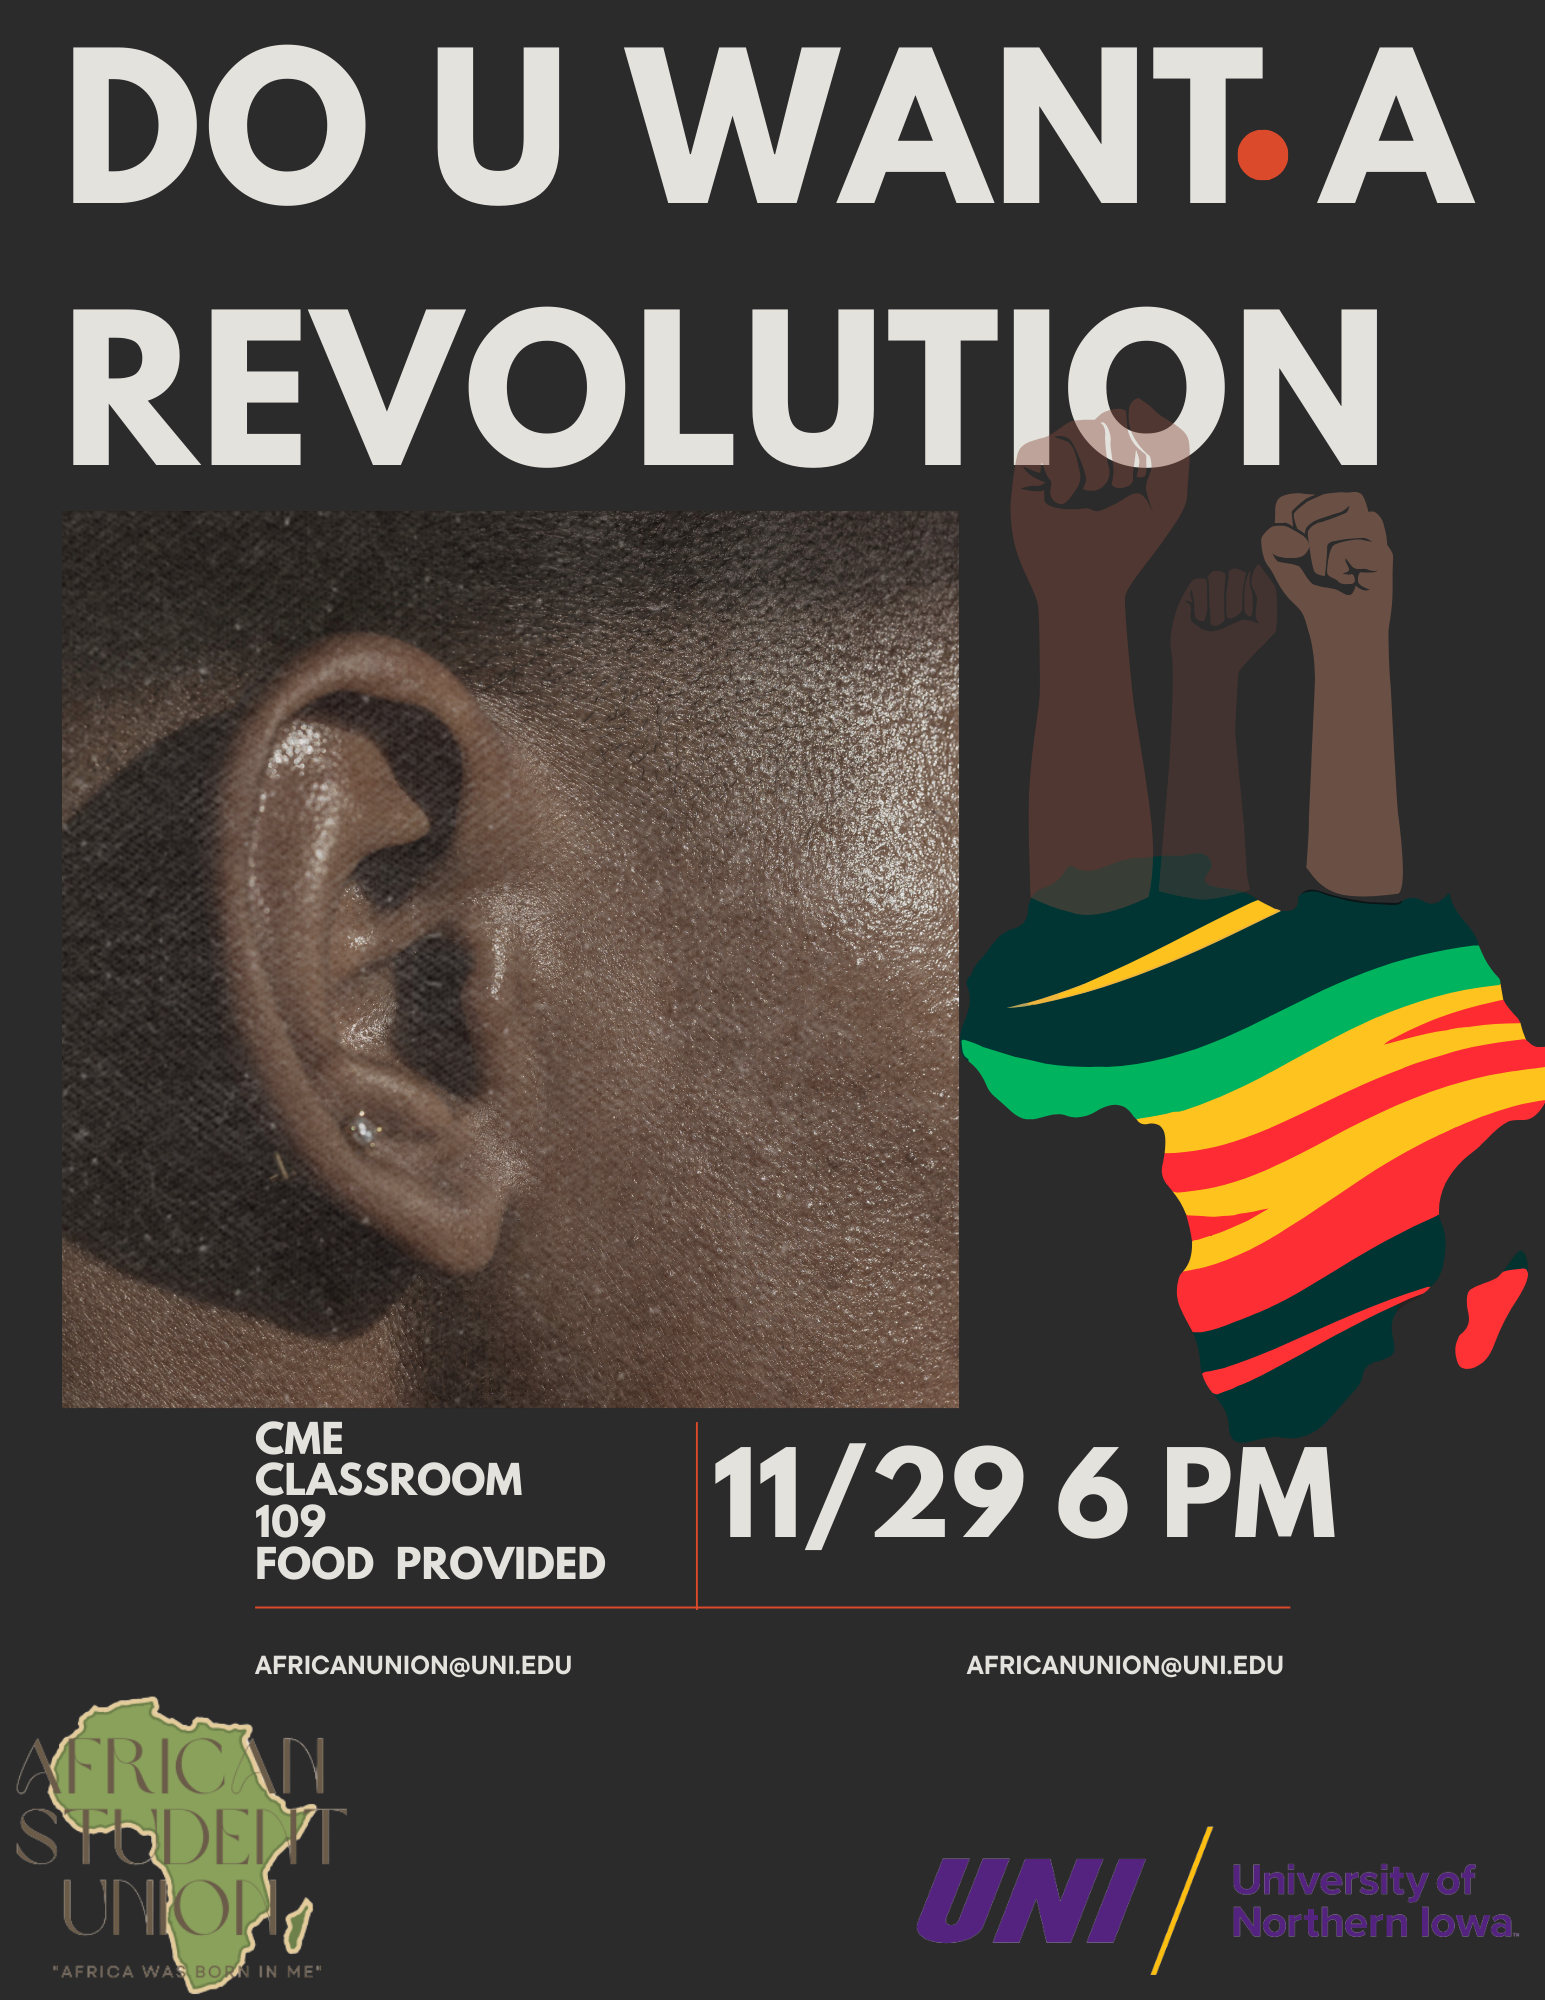 DO U WANT A
REVOLUTION
CME
CLASSROOM
109
FOOD PROVIDED
11/29 6 PM
AFRICANUNION@UNI.EDU
AFRICANUNION@UNI.EDU
AFRICAN
STUDENT
UNION
"AFRICA WAS BORN IN ME"
UNI
University of
Northern Iowa™